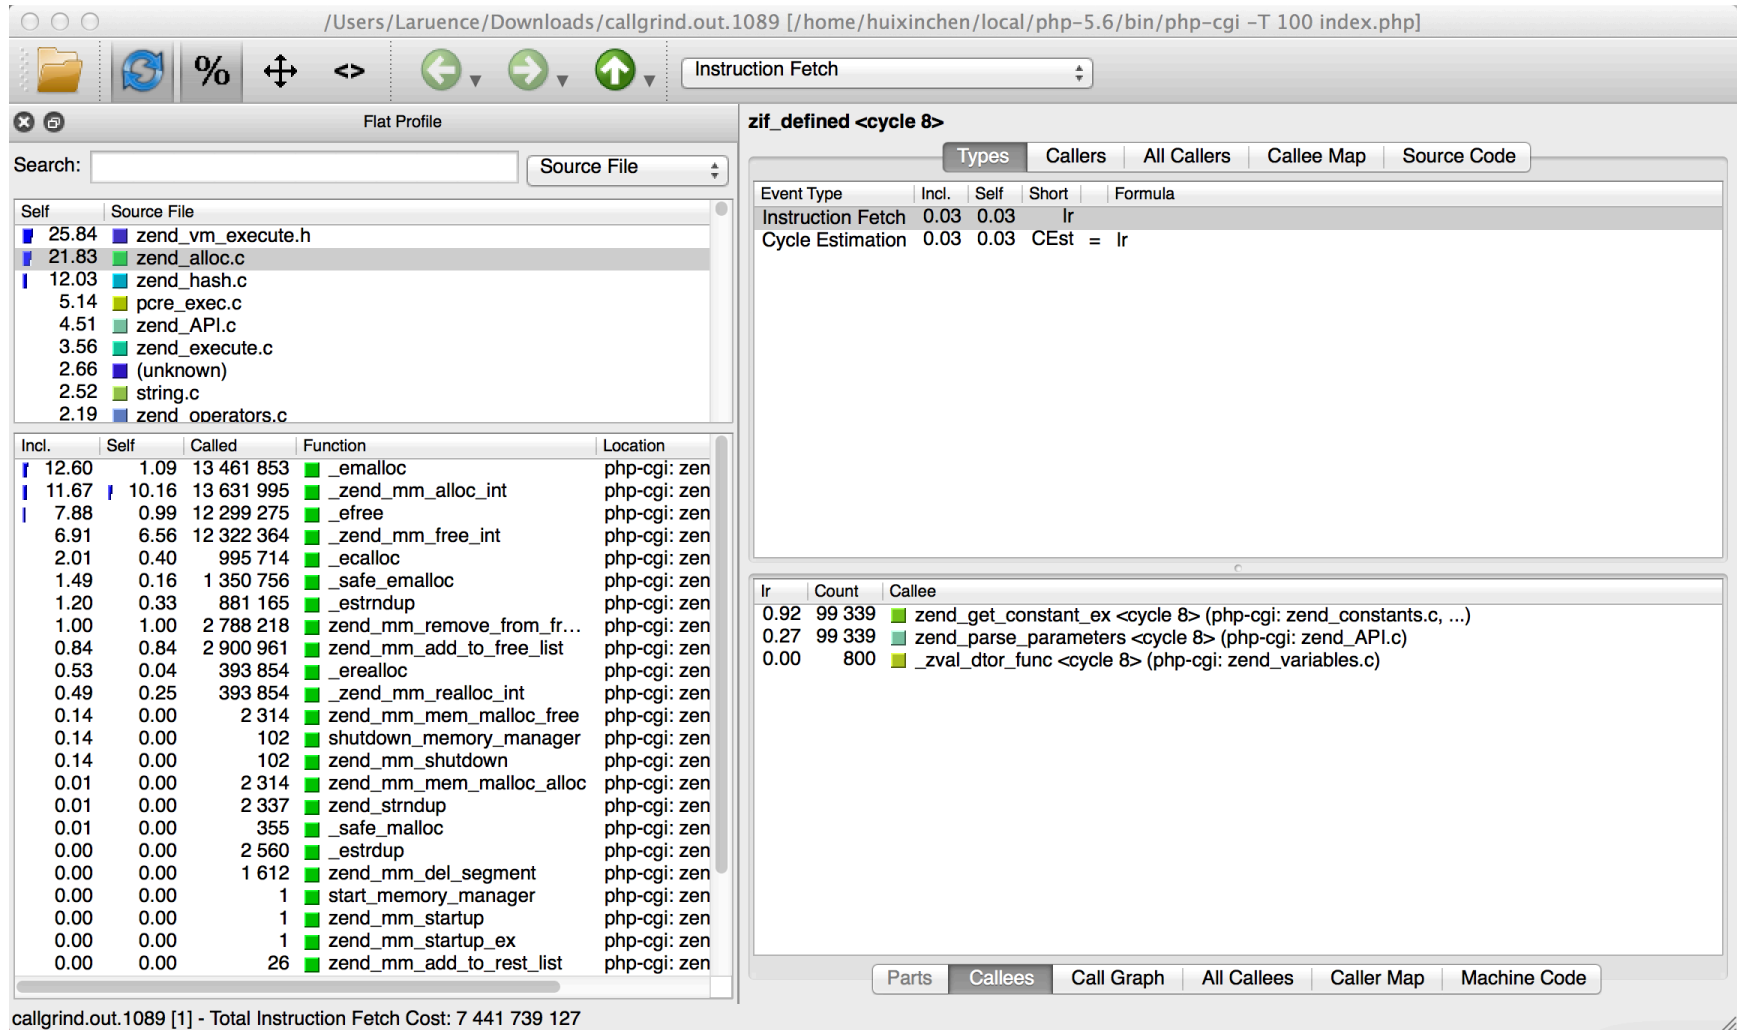 /Users/Laruence/Downloads/callgrind.out.1089 [/home/huixinchen/local/php-5.6/bin/php-cgi -T 100 index.php]
% <> Instruction Fetch
Flat Profile
Search: Source File
Self Source File
25.84 zend_vm_execute.h
21.83 zend_alloc.c
12.03 zend_hash.c
5.14 pcre_exec.c
4.51 zend_API.c
3.56 zend_execute.c
2.66 (unknown)
2.52 string.c
2.19 zend_operators.c
Incl. Self Called Function Location
12.60 1.09 13 461 853 _emalloc php-cgi: zen
11.67 10.16 13 631 995 _zend_mm_alloc_int php-cgi: zen
7.88 0.99 12 299 275 _efree php-cgi: zen
6.91 6.56 12 322 364 _zend_mm_free_int php-cgi: zen
2.01 0.40 995 714 _ecalloc php-cgi: zen
1.49 0.16 1 350 756 _safe_emalloc php-cgi: zen
1.20 0.33 881 165 _estrndup php-cgi: zen
1.00 1.00 2 788 218 zend_mm_remove_from_fr... php-cgi: zen
0.84 0.84 2 900 961 zend_mm_add_to_free_list php-cgi: zen
0.53 0.04 393 854 _erealloc php-cgi: zen
0.49 0.25 393 854 _zend_mm_realloc_int php-cgi: zen
0.14 0.00 2 314 zend_mm_mem_malloc_free php-cgi: zen
0.14 0.00 102 shutdown_memory_manager php-cgi: zen
0.14 0.00 102 zend_mm_shutdown php-cgi: zen
0.01 0.00 2 314 zend_mm_mem_malloc_alloc php-cgi: zen
0.01 0.00 2 337 zend_strndup php-cgi: zen
0.01 0.00 355 _safe_malloc php-cgi: zen
0.00 0.00 2 560 _estrdup php-cgi: zen
0.00 0.00 1 612 zend_mm_del_segment php-cgi: zen
0.00 0.00 1 start_memory_manager php-cgi: zen
0.00 0.00 1 zend_mm_startup php-cgi: zen
0.00 0.00 1 zend_mm_startup_ex php-cgi: zen
0.00 0.00 26 zend_mm_add_to_rest_list php-cgi: zen
zif_defined <cycle 8>
Types Callers All Callers Callee Map Source Code
Event Type Incl. Self Short Formula
Instruction Fetch 0.03 0.03 Ir
Cycle Estimation 0.03 0.03 CEst = Ir
Ir Count Callee
0.92 99 339 zend_get_constant_ex <cycle 8> (php-cgi: zend_constants.c, ...)
0.27 99 339 zend_parse_parameters <cycle 8> (php-cgi: zend_API.c)
0.00 800 _zval_dtor_func <cycle 8> (php-cgi: zend_variables.c)
Parts Callees Call Graph All Callees Caller Map Machine Code
callgrind.out.1089 [1] - Total Instruction Fetch Cost: 7 441 739 127